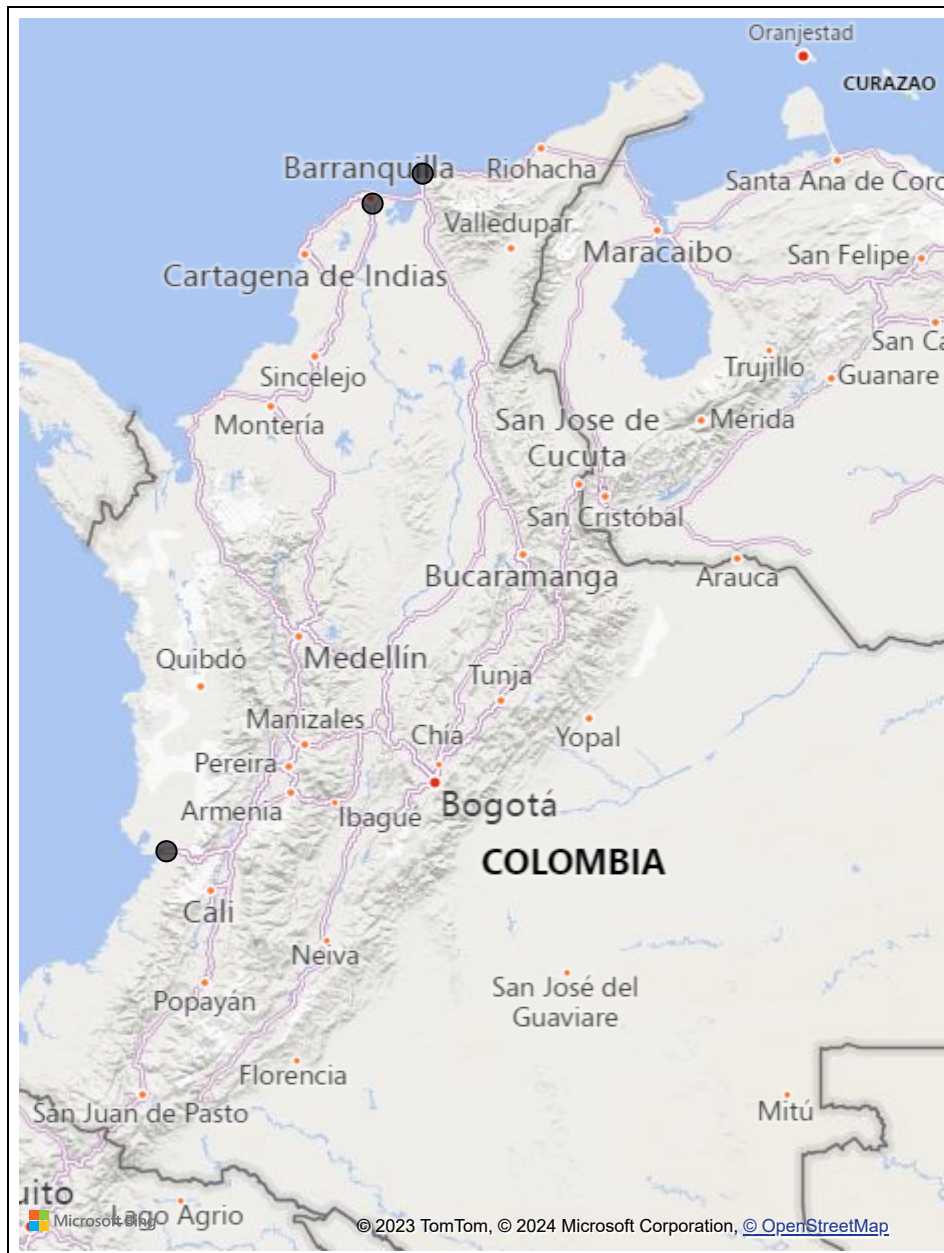 Oranjestad
CURAZAO
Barranquilla
Riohacha
Santa Ana de Coro
Valledupar
Maracaibo
San Felipe
Cartagena de Indias
San Ca
Trujillo
Guanare
Sincelejo
Montería
San Jose de
Cucuta
Mérida
San Cristóbal
Bucaramanga
Arauca
Quibdó
Medellín
Tunja
Manizales
Chía
Yopal
Pereira
Armenia
Ibagué
Bogotá
COLOMBIA
Cali
Neiva
San José del
Guaviare
Popayán
Florencia
San Juan de Pasto
Mitú
uito
Lago Agrio
Microsoft Bing
© 2023 TomTom, © 2024 Microsoft Corporation, © OpenStreetMap